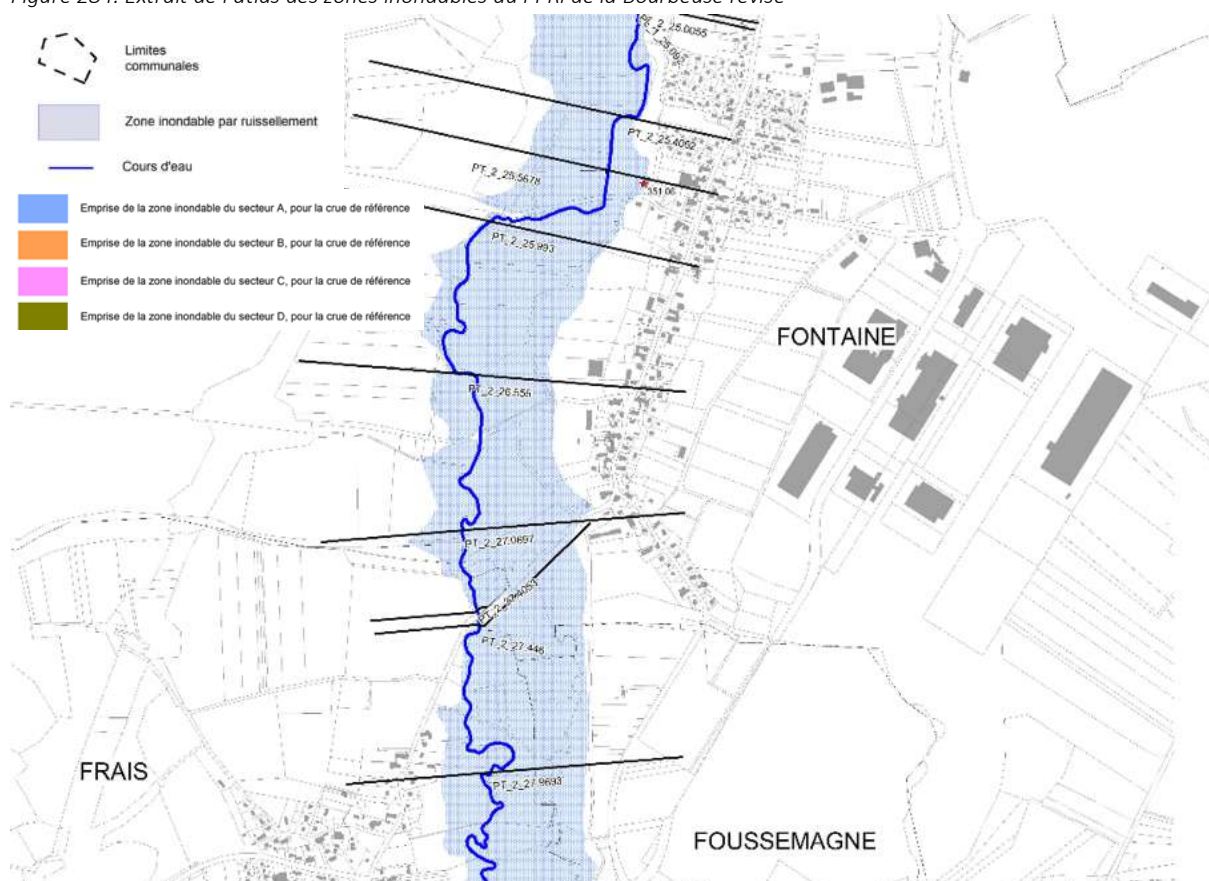 Figure 284: Extrait de l'atlas des zones inondables du PPRi de la Bourbeuse révisé
Limites
communales
Zone inondable par ruissellement
Cours d'eau
Emprise de la zone inondable du secteur A, pour la crue de référence
Emprise de la zone inondable du secteur B, pour la crue de référence
Emprise de la zone inondable du secteur C, pour la crue de référence
Emprise de la zone inondable du secteur D, pour la crue de référence
PT_2_25.0055
PT_2_25.4062
PT_2_25.5678
351.06
PT_2_25.993
FONTAINE
PT_2_26.555
PT_2_27.0697
PT_2_27.4053
PT_2_27.446
FRAIS
PT_2_27.9693
FOUSSEMAGNE